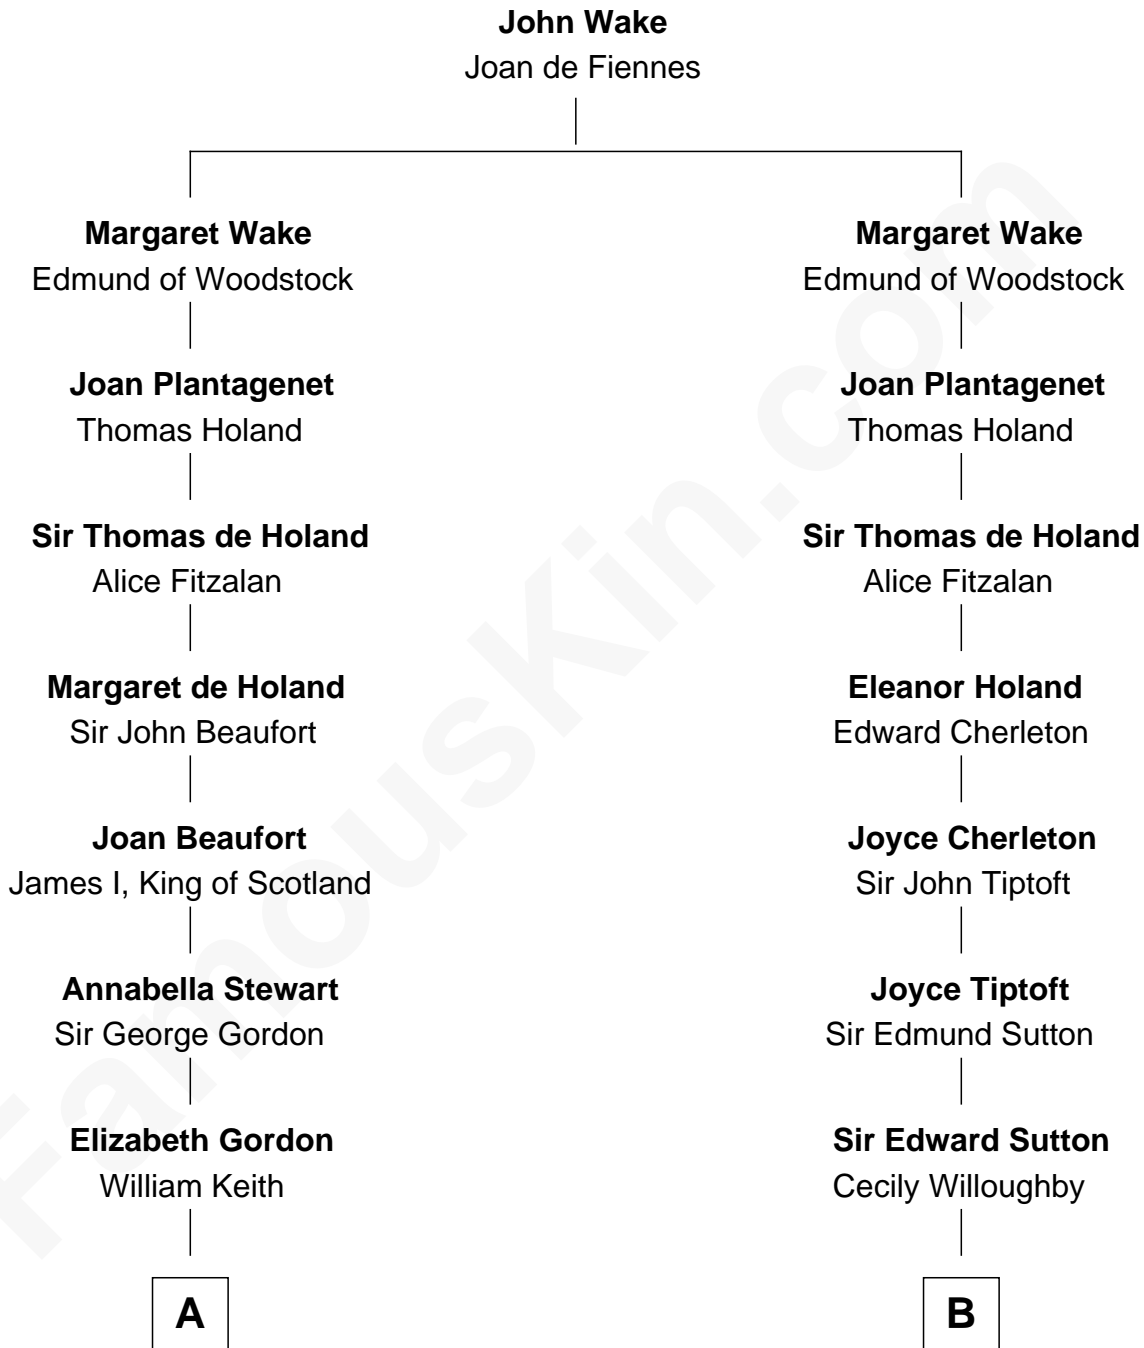 John Wake
Joan de Fiennes
Margaret Wake
Edmund of Woodstock
Margaret Wake
Edmund of Woodstock
Joan Plantagenet
Thomas Holand
Joan Plantagenet
Thomas Holand
Sir Thomas de Holand
Alice Fitzalan
Sir Thomas de Holand
Alice Fitzalan
Margaret de Holand
Sir John Beaufort
Eleanor Holand
Edward Cherleton
Joan Beaufort
James I, King of Scotland
Joyce Cherleton
Sir John Tiptoft
Annabella Stewart
Sir George Gordon
Joyce Tiptoft
Sir Edmund Sutton
Elizabeth Gordon
William Keith
Sir Edward Sutton
Cecily Willoughby
A
B
FamousKin.com